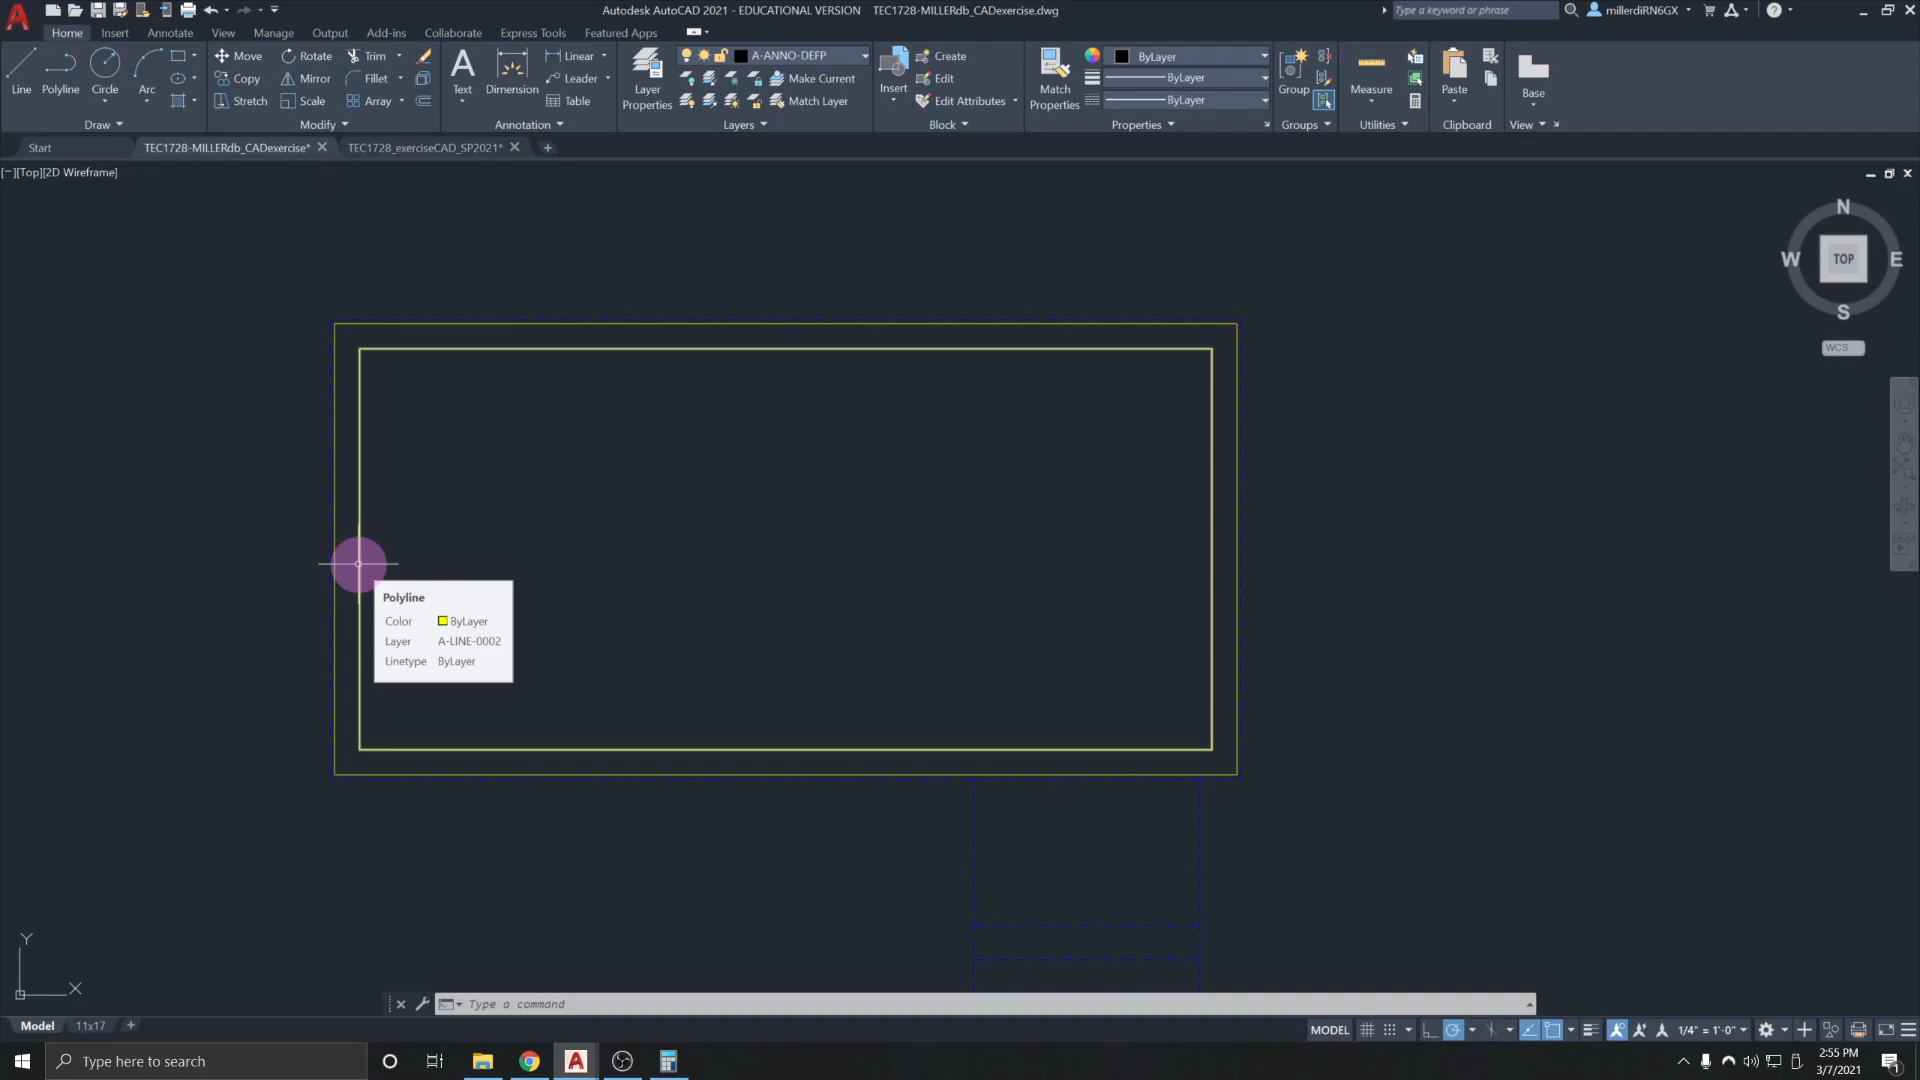 Autodesk AutoCAD 2021 - EDUCATIONAL VERSION TEC1728-MILLERdb_CADexercise.dwg
Type a keyword or phrase
millerdiRN6GX
Home Insert Annotate View Manage Output Add-ins Collaborate Express Tools Featured Apps
Line Polyline Circle Arc
Move Rotate Trim
Copy Mirror Fillet
Stretch Scale Array
Text Dimension
Linear
Leader
Table
Layer Properties
A-ANNO-DEFP
Make Current
Match Layer
Insert
Create
Edit
Edit Attributes
Match Properties
ByLayer
ByLayer
ByLayer
Group
Measure
Paste
Base
Draw Modify Annotation Layers Block Properties Groups Utilities Clipboard View
Start TEC1728-MILLERdb_CADexercise* TEC1728_exerciseCAD_SP2021*
[−][Top][2D Wireframe]
N
W TOP E
S
WCS
Polyline
Color ByLayer
Layer A-LINE-0002
Linetype ByLayer
Y
X
Type a command
Model 11x17
MODEL
1/4" = 1'-0"
Type here to search
2:55 PM
3/7/2021
1